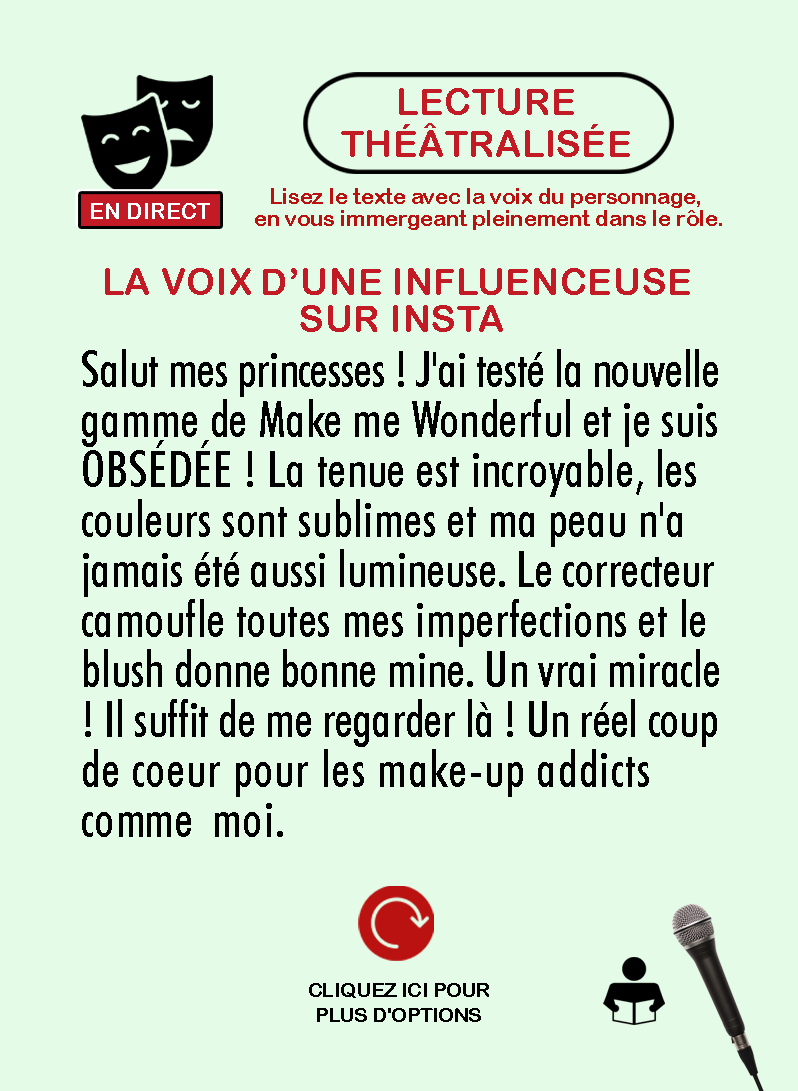 LECTURE
THÉÂTRALISÉE
EN DIRECT
Lisez le texte avec la voix du personnage,
en vous immergeant pleinement dans le rôle.
LA VOIX D’UNE INFLUENCEUSE
SUR INSTA
Salut mes princesses ! J'ai testé la nouvelle
gamme de Make me Wonderful et je suis
OBSÉDÉE ! La tenue est incroyable, les
couleurs sont sublimes et ma peau n'a
jamais été aussi lumineuse. Le correcteur
camoufle toutes mes imperfections et le
blush donne bonne mine. Un vrai miracle
! Il suffit de me regarder là ! Un réel coup
de coeur pour les make-up addicts
comme moi.
CLIQUEZ ICI POUR
PLUS D'OPTIONS